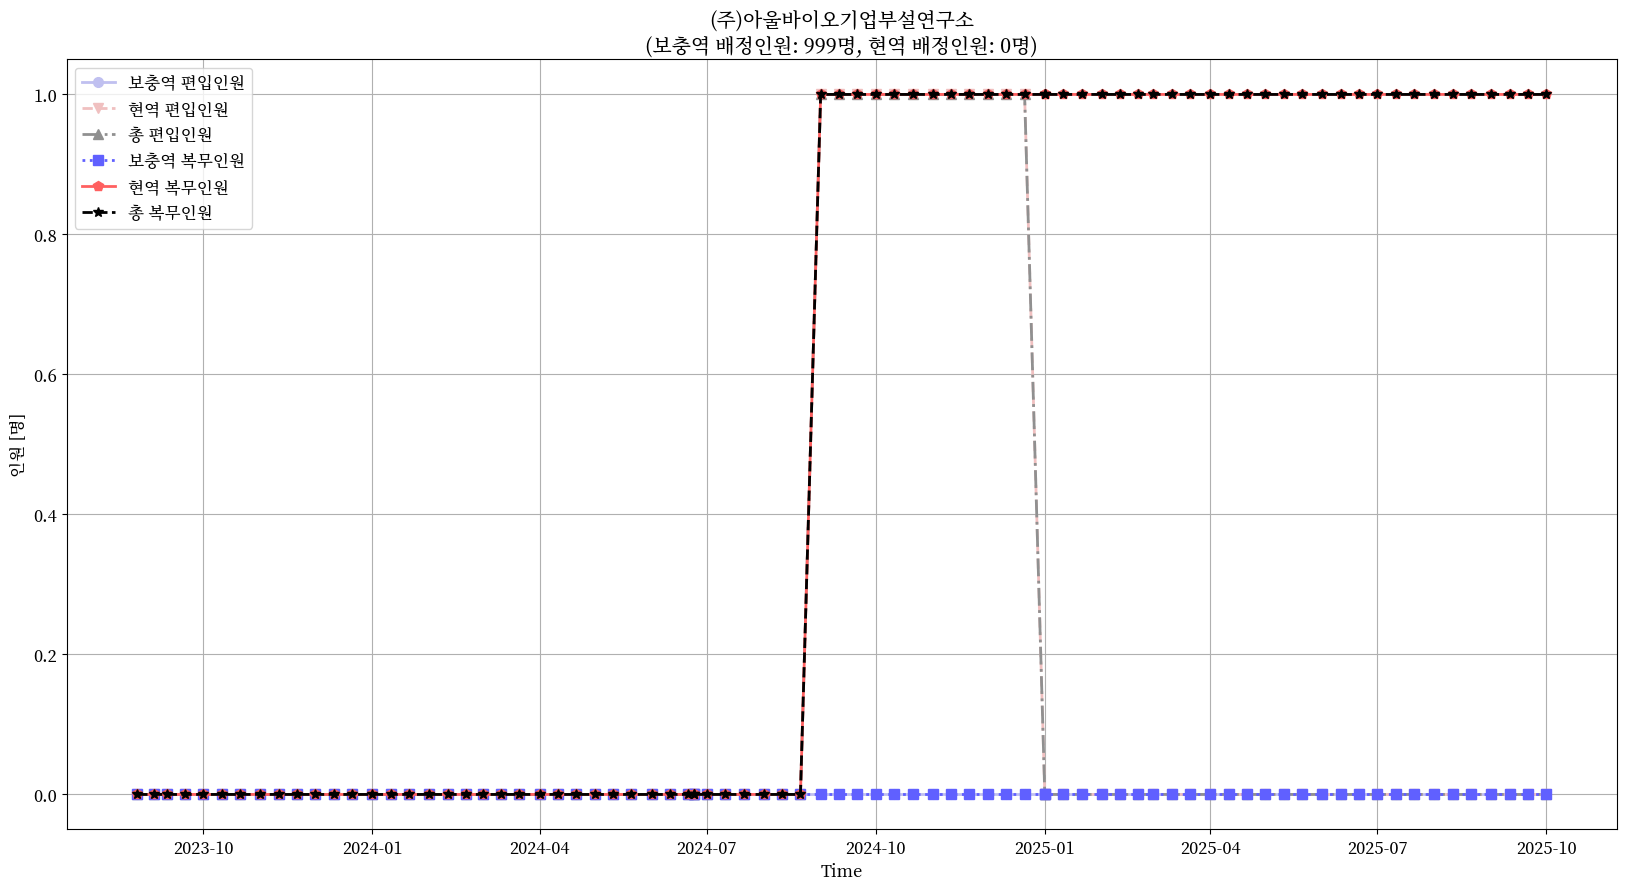 (주)아울바이오기업부설연구소
(보충역 배정인원: 999명, 현역 배정인원: 0명)
보충역 편입인원
현역 편입인원
총 편입인원
보충역 복무인원
현역 복무인원
총 복무인원
1.0
0.8
0.6
0.4
0.2
0.0
인원 [명]
2023-10
2024-01
2024-04
2024-07
2024-10
2025-01
2025-04
2025-07
2025-10
Time